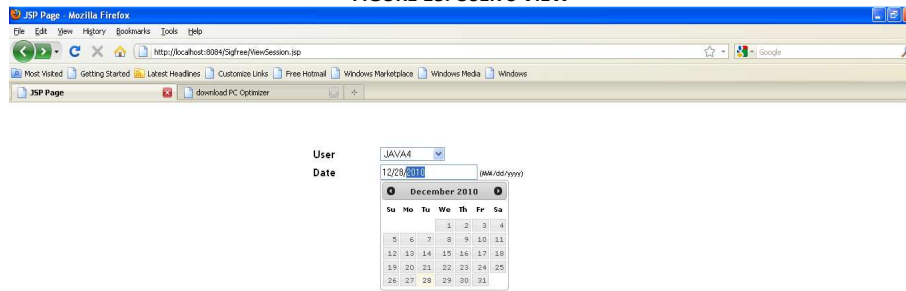 JSP Page - Mozilla Firefox
File Edit View History Bookmarks Tools Help
http://localhost:8084/Sigfree/ViewSession.jsp
Google
Most Visited Getting Started Latest Headlines Customize Links Free Hotmail Windows Marketplace Windows Media Windows
JSP Page download PC Optimizer
User JAVA4
Date 12/28/2010 (MM/dd/yyyy)
December 2010
Su Mo Tu We Th Fr Sa
1 2 3 4
5 6 7 8 9 10 11
12 13 14 15 16 17 18
19 20 21 22 23 24 25
26 27 28 29 30 31